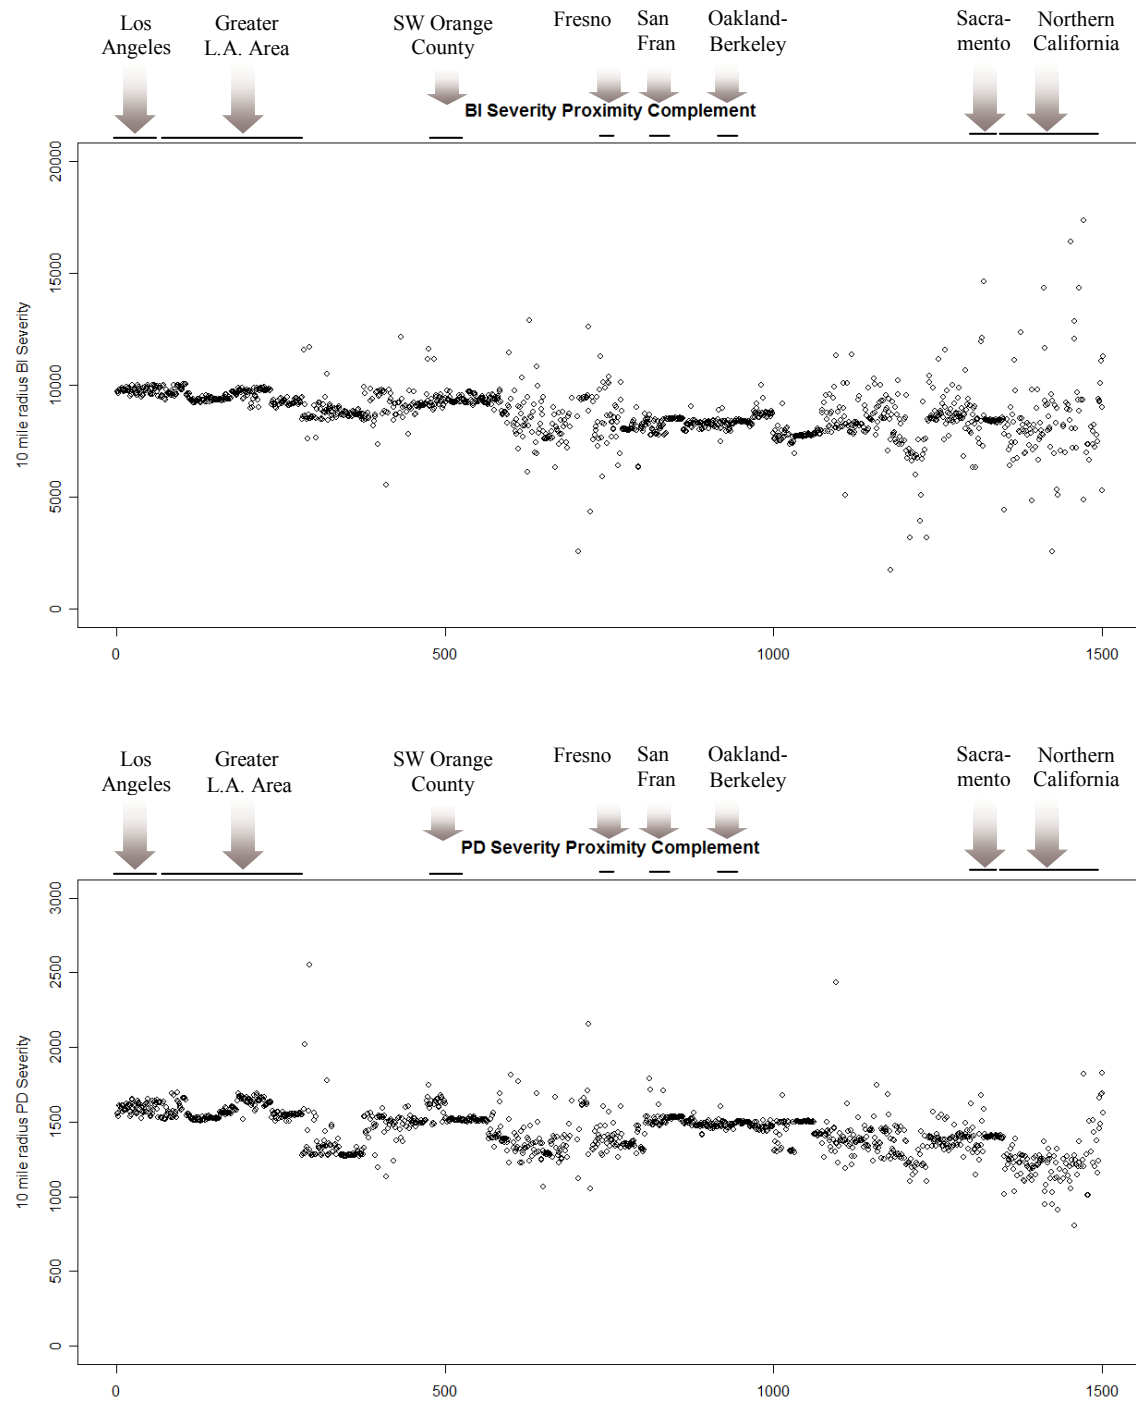 Los Angeles
Greater L.A. Area
SW Orange County
Fresno
San Fran
Oakland-Berkeley
Sacra-mento
Northern California
BI Severity Proximity Complement
10 mile radius BI Severity
20000
15000
10000
5000
0
0 500 1000 1500
Los Angeles
Greater L.A. Area
SW Orange County
Fresno
San Fran
Oakland-Berkeley
Sacra-mento
Northern California
PD Severity Proximity Complement
10 mile radius PD Severity
3000
2500
2000
1500
1000
500
0
0 500 1000 1500